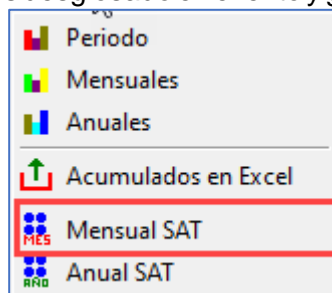 Periodo
Mensuales
Anuales
Acumulados en Excel
MES Mensual SAT
AÑO Anual SAT